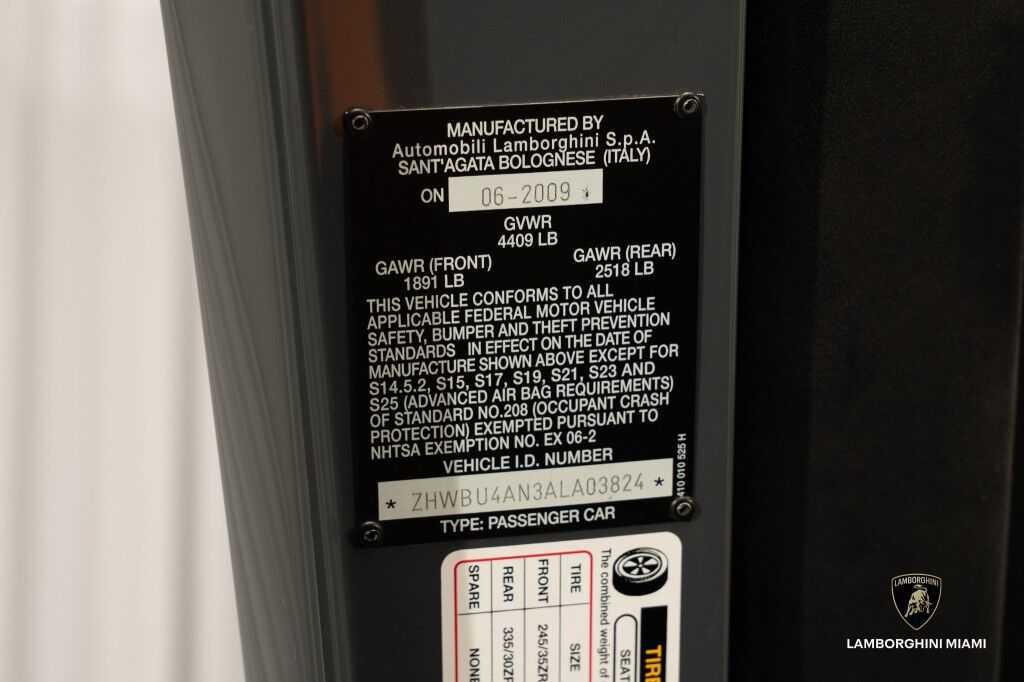 MANUFACTURED BY
Automobili Lamborghini S.p.A.
SANT'AGATA BOLOGNESE (ITALY)
ON 06-2009 *
GVWR
4409 LB
GAWR (FRONT) GAWR (REAR)
1891 LB 2518 LB
THIS VEHICLE CONFORMS TO ALL
APPLICABLE FEDERAL MOTOR VEHICLE
SAFETY, BUMPER AND THEFT PREVENTION
STANDARDS IN EFFECT ON THE DATE OF
MANUFACTURE SHOWN ABOVE EXCEPT FOR
S14.5.2, S15, S17, S19, S21, S23 AND
S25 (ADVANCED AIR BAG REQUIREMENTS)
OF STANDARD NO.208 (OCCUPANT CRASH
PROTECTION) EXEMPTED PURSUANT TO
NHTSA EXEMPTION NO. EX 06-2
VEHICLE I.D. NUMBER
* ZHWBU4AN3ALA03824 *
TYPE: PASSENGER CAR
410 010 525 H
TIRE
SEAT
The combined weight of
TIRE SIZE
FRONT 245/35ZR
REAR 335/30ZR
SPARE NONE
LAMBORGHINI
LAMBORGHINI MIAMI